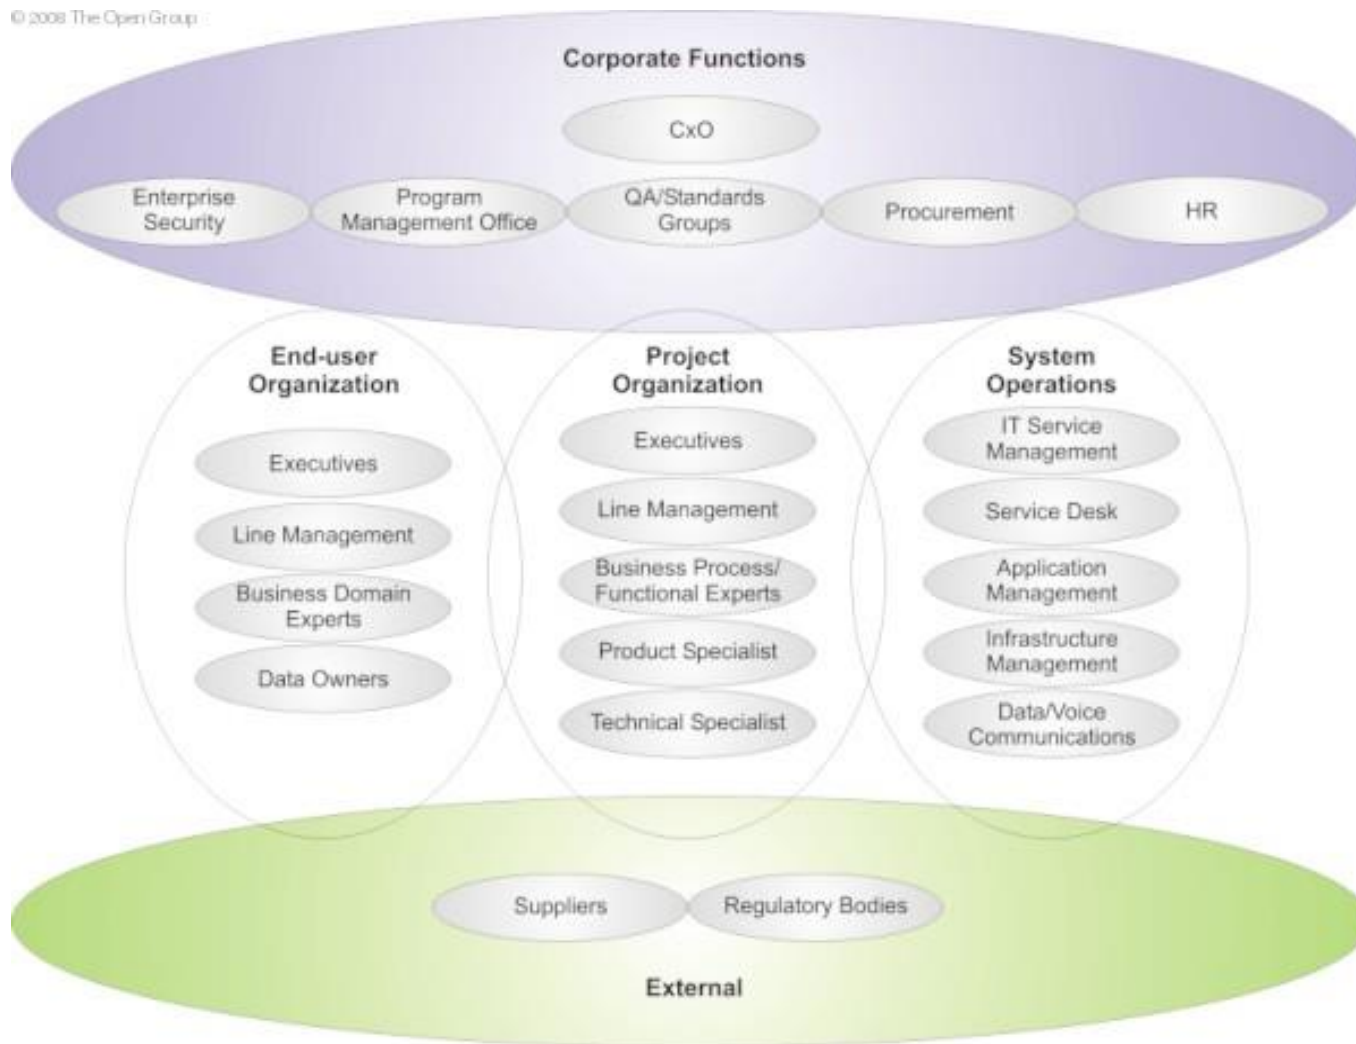 © 2008 The Open Group
Corporate Functions
CxO
Enterprise
Security
Program
Management Office
QA/Standards
Groups
Procurement
HR
End-user
Organization
Executives
Line Management
Business Domain
Experts
Data Owners
Project
Organization
Executives
Line Management
Business Process/
Functional Experts
Product Specialist
Technical Specialist
System
Operations
IT Service
Management
Service Desk
Application
Management
Infrastructure
Management
Data/Voice
Communications
Suppliers
Regulatory Bodies
External